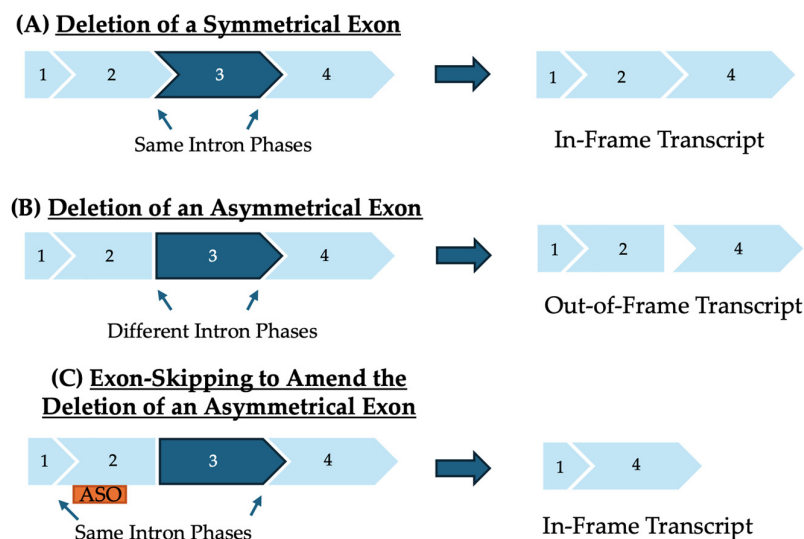 (A) Deletion of a Symmetrical Exon
1 2 3 4 1 2 4
Same Intron Phases
In-Frame Transcript
(B) Deletion of an Asymmetrical Exon
1 2 3 4 1 2 4
Different Intron Phases
Out-of-Frame Transcript
(C) Exon-Skipping to Amend the
Deletion of an Asymmetrical Exon
1 2 3 4 1 4
ASO
Same Intron Phases
In-Frame Transcript